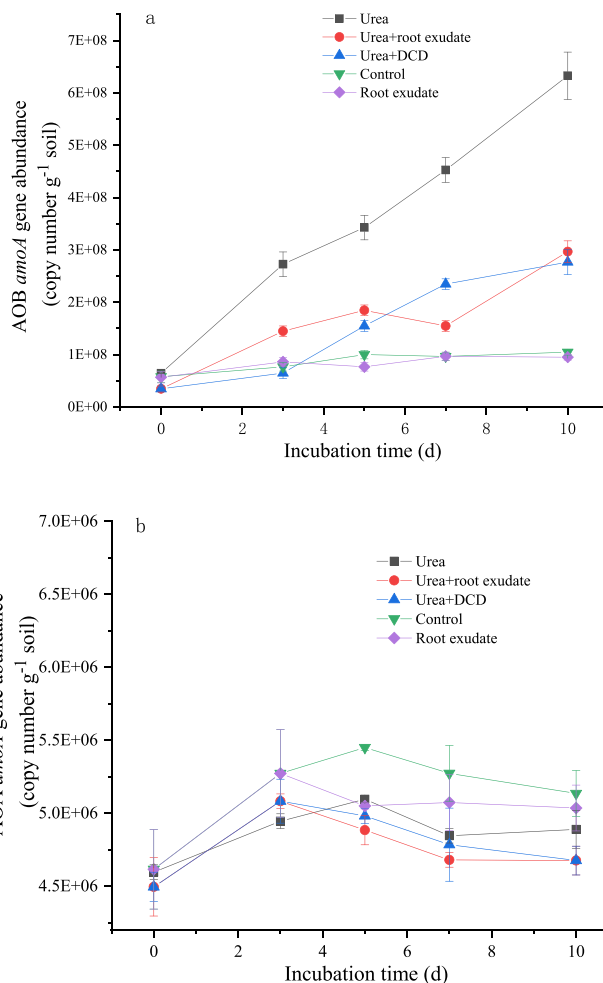 a
Urea
Urea+root exudate
Urea+DCD
Control
Root exudate
7E+08
6E+08
5E+08
4E+08
3E+08
2E+08
1E+08
0E+00
AOB amoA gene abundance
(copy number g⁻¹ soil)
0 2 4 6 8 10
Incubation time (d)
b
Urea
Urea+root exudate
Urea+DCD
Control
Root exudate
7.0E+06
6.5E+06
6.0E+06
5.5E+06
5.0E+06
4.5E+06
amoA gene abundance
(copy number g⁻¹ soil)
0 2 4 6 8 10
Incubation time (d)